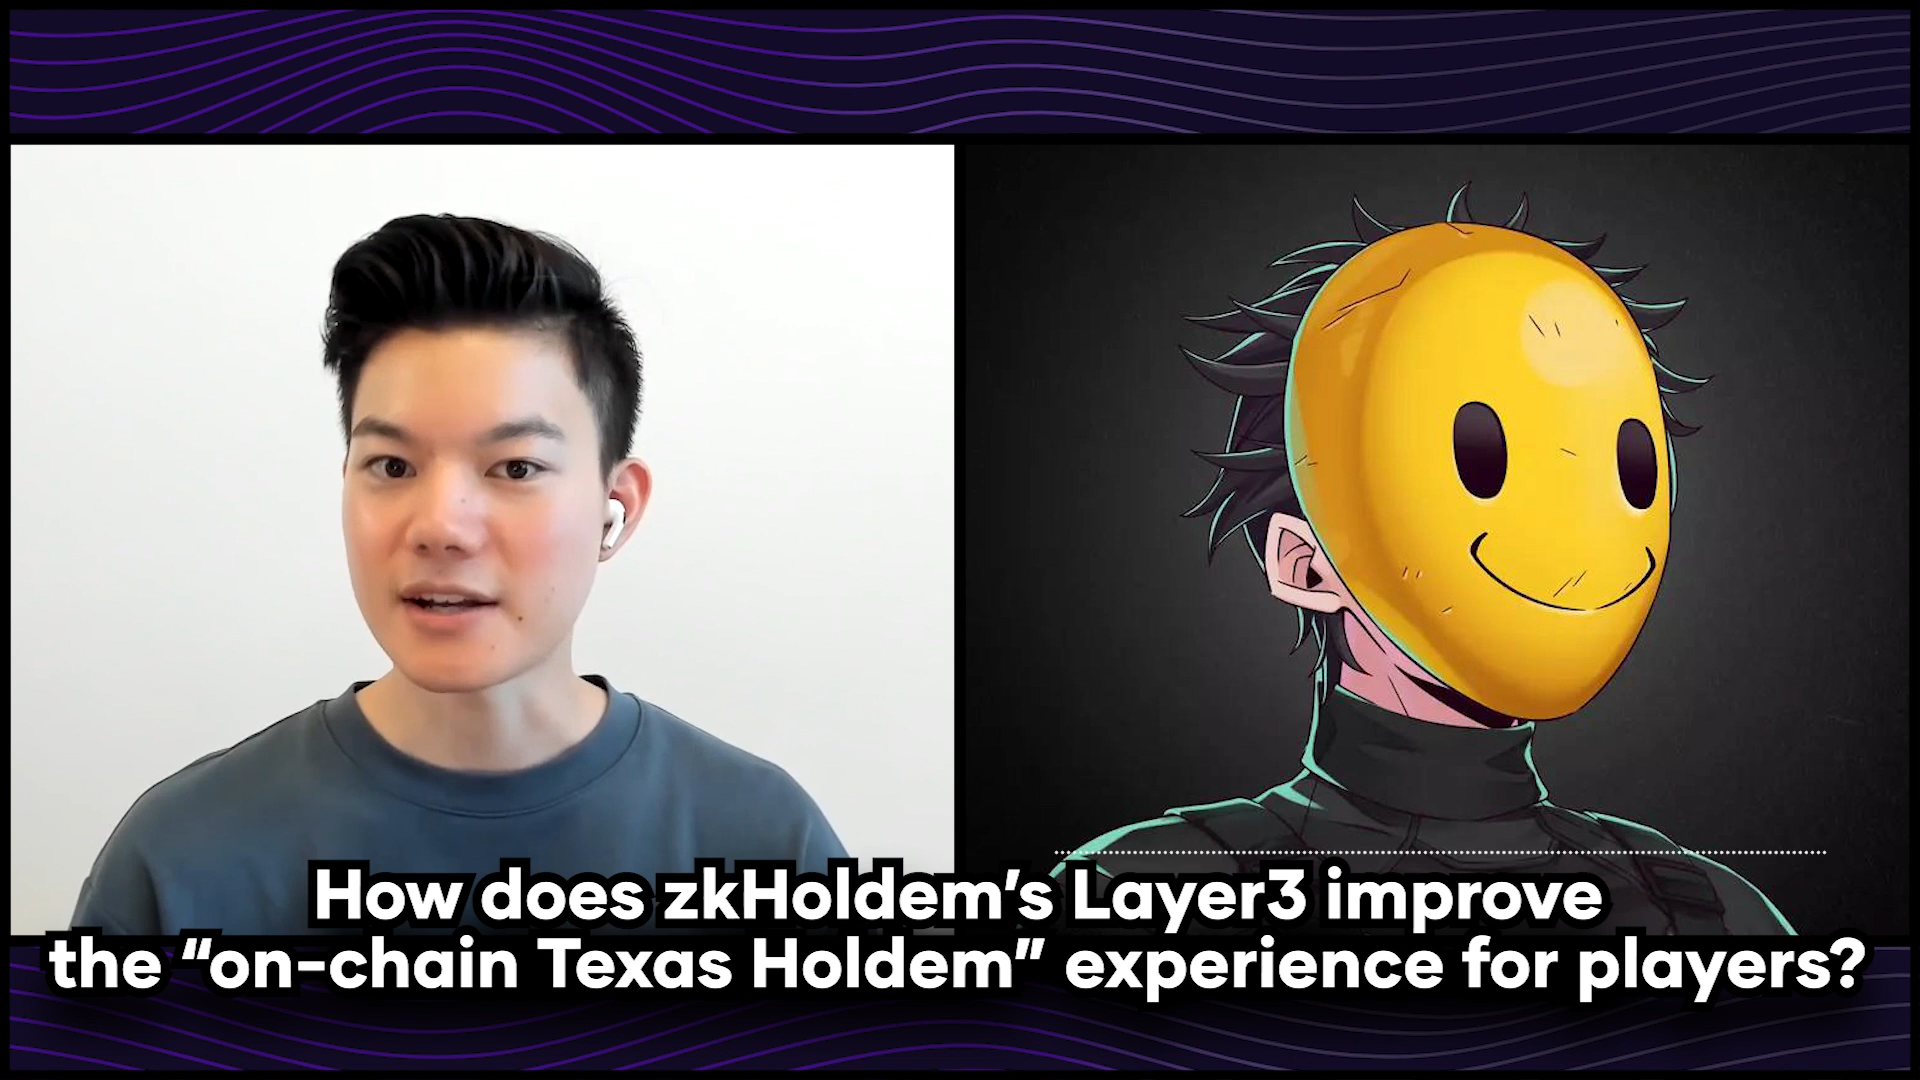 How does zkHoldem’s Layer3 improve
the “on-chain Texas Holdem” experience for players?